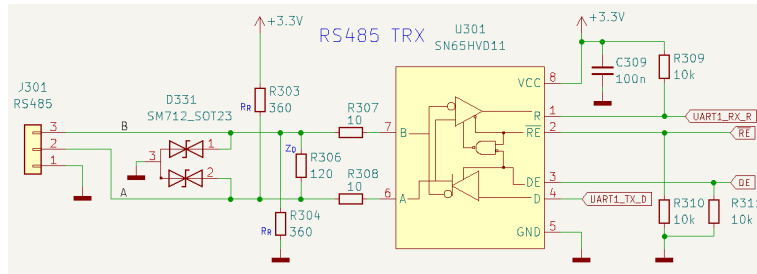 +3.3V
RS485 TRX
U301
SN65HVD11
+3.3V
C309
100n
R309
10k
J301
RS485
D331
SM712_SOT23
RR
R303
360
R307
10
VCC
8
R
1
UART1_RX_R
3
B
1
7
B
RE
2
RE
2
3
ZD
R306
120
1
2
R308
10
DE
3
DE
A
6
A
D
4
UART1_TX_D
RR
R304
360
GND
5
R310
10k
10k